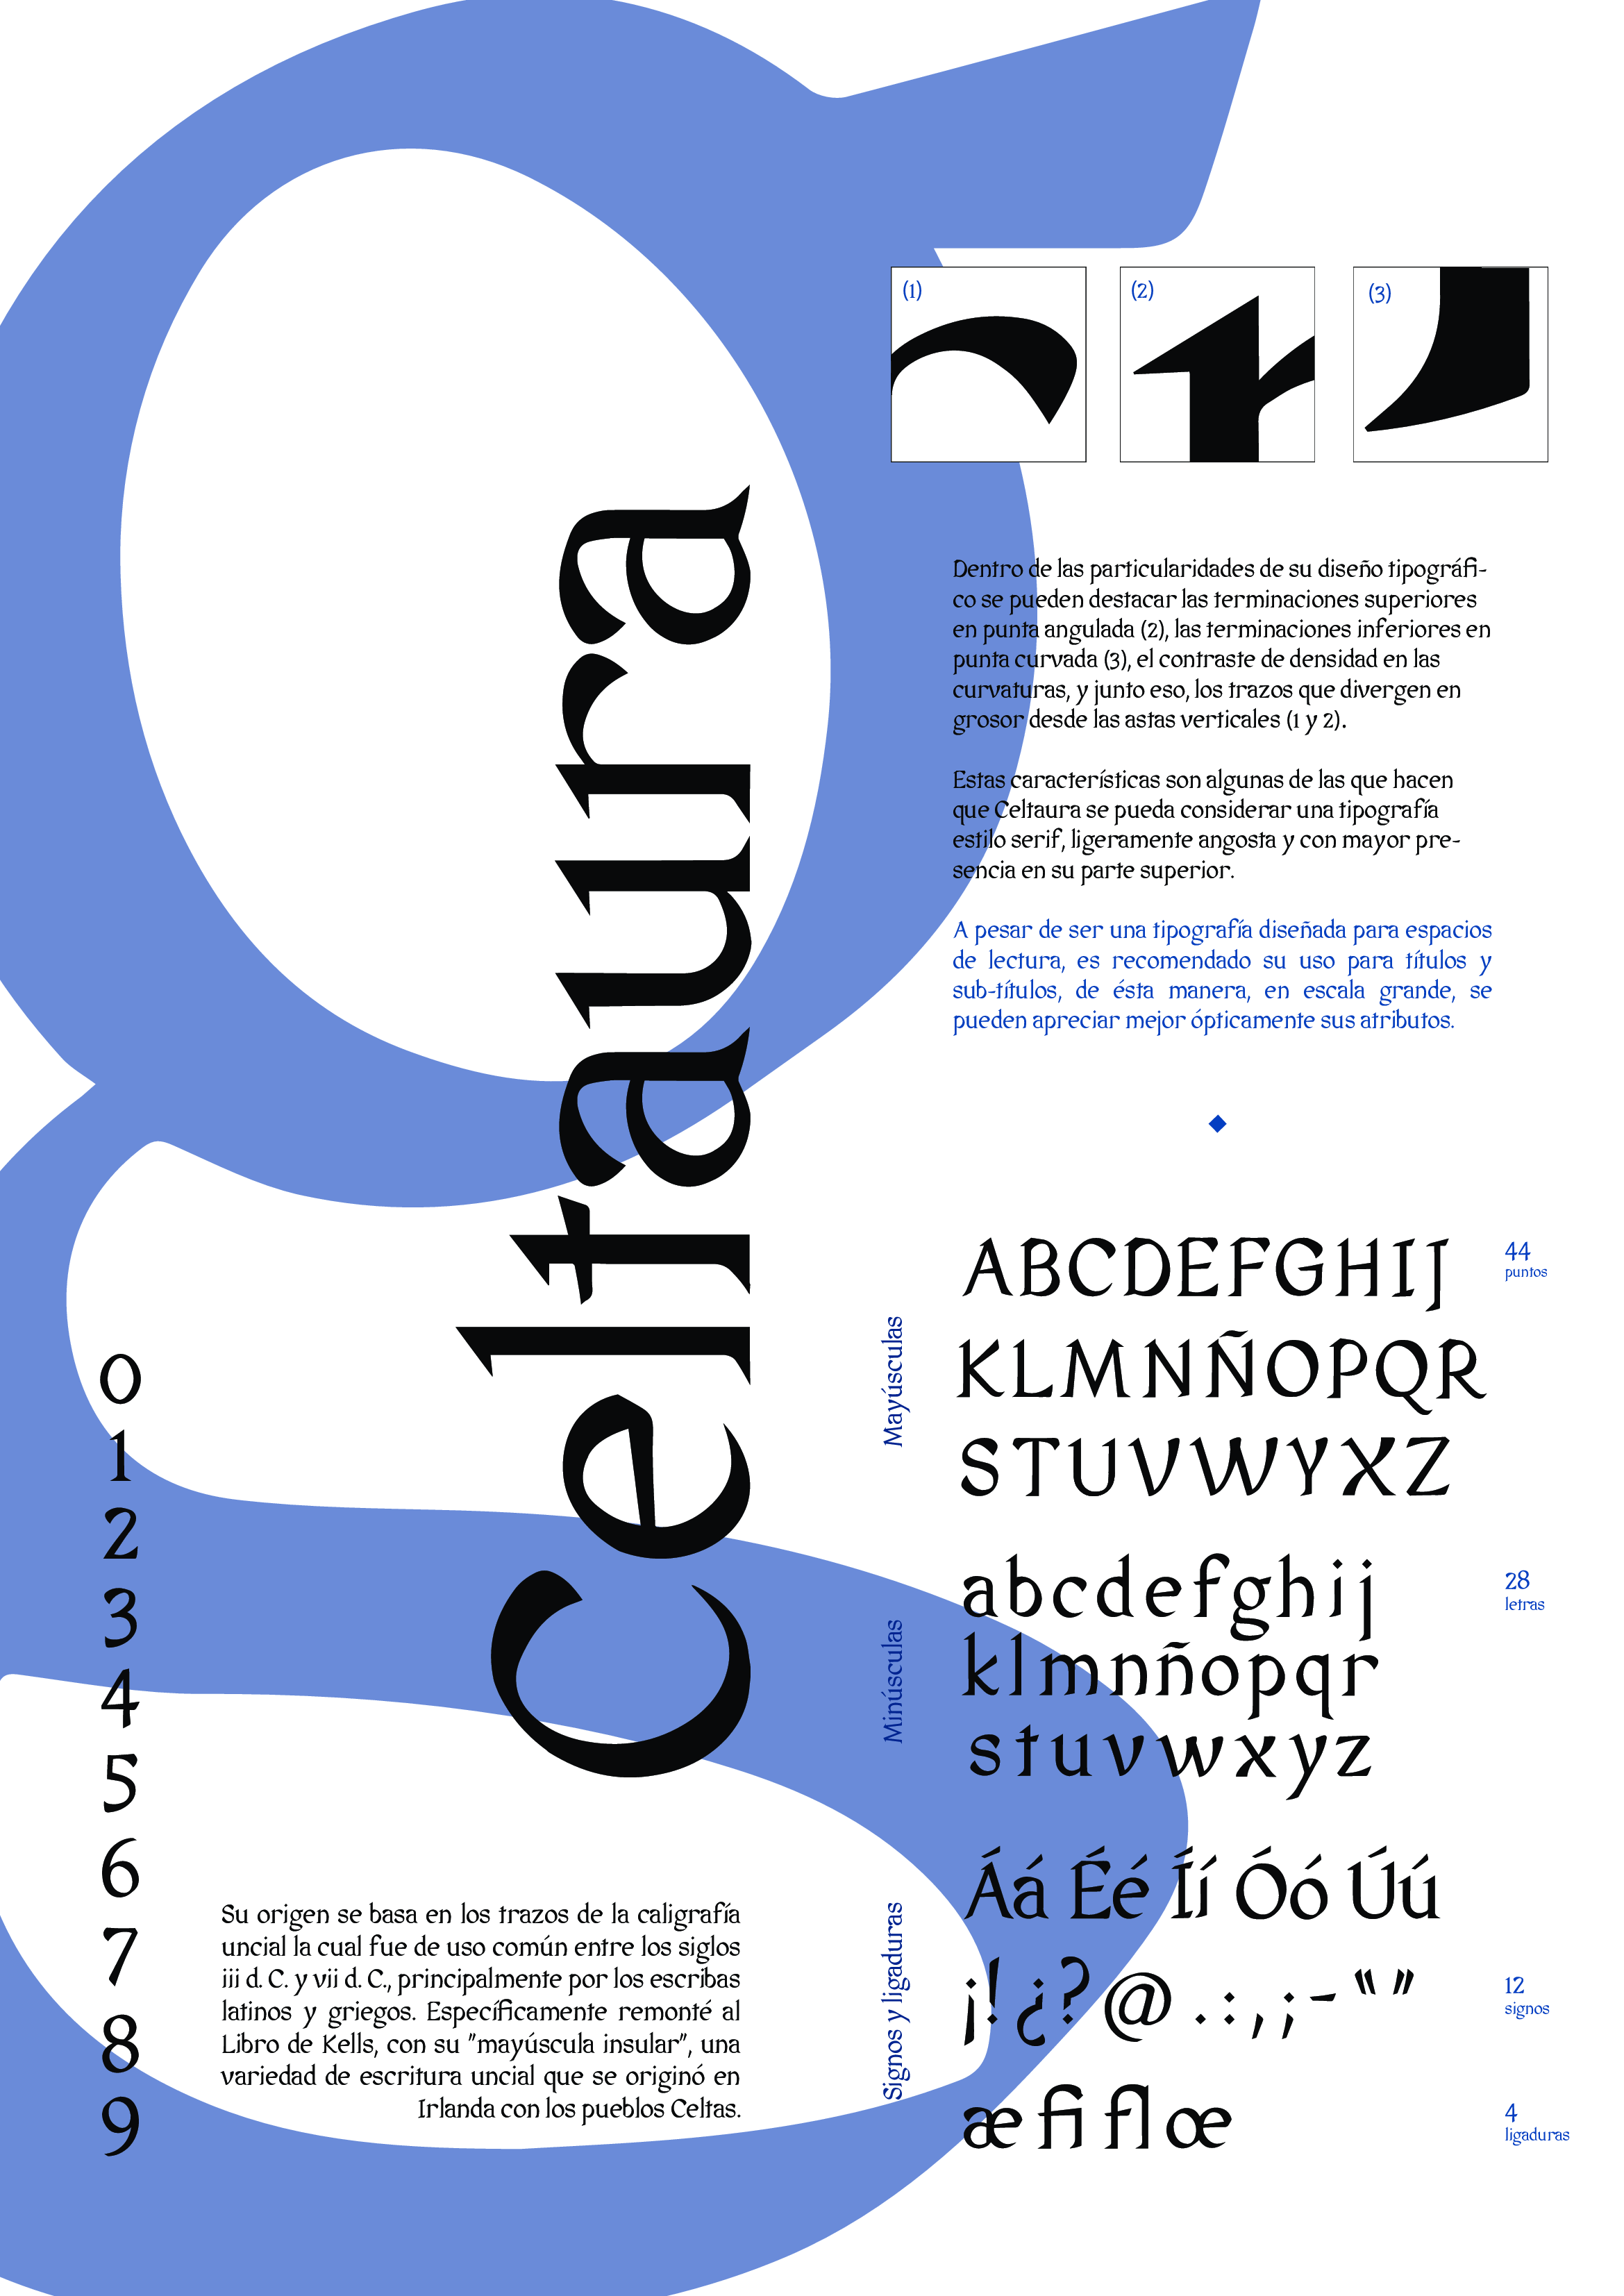 Celtaura
(1)
(2)
(3)
Dentro de las particularidades de su diseño tipográfi-
co se pueden destacar las terminaciones superiores
en punta angulada (2), las terminaciones inferiores en
punta curvada (3), el contraste de densidad en las
curvaturas, y junto eso, los trazos que divergen en
grosor desde las astas verticales (1 y 2).
Estas características son algunas de las que hacen
que Celtaura se pueda considerar una tipografía
estilo serif, ligeramente angosta y con mayor pre-
sencia en su parte superior.
A pesar de ser una tipografía diseñada para espacios
de lectura, es recomendado su uso para títulos y
sub-títulos, de ésta manera, en escala grande, se
pueden apreciar mejor ópticamente sus atributos.
Mayúsculas
ABCDEFGHIJ
KLMNÑOPQR
STUVWYXZ
44
puntos
Minúsculas
abcdefghij
klmnñopqr
stuvwxyz
28
letras
Signos y ligaduras
Áá Éé Íí Óó Úú
¡!¿?@.:,;-“”
12
signos
æ fi fl œ
4
ligaduras
0
1
2
3
4
5
6
7
8
9
Su origen se basa en los trazos de la caligrafía
uncial la cual fue de uso común entre los siglos
iii d. C. y vii d. C., principalmente por los escribas
latinos y griegos. Específicamente remonté al
Libro de Kells, con su "mayúscula insular", una
variedad de escritura uncial que se originó en
Irlanda con los pueblos Celtas.